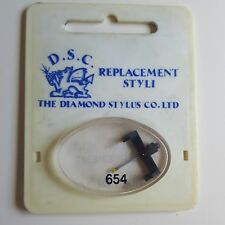 D.S.C.
REPLACEMENT
STYLI
THE DIAMOND STYLUS CO. LTD
654